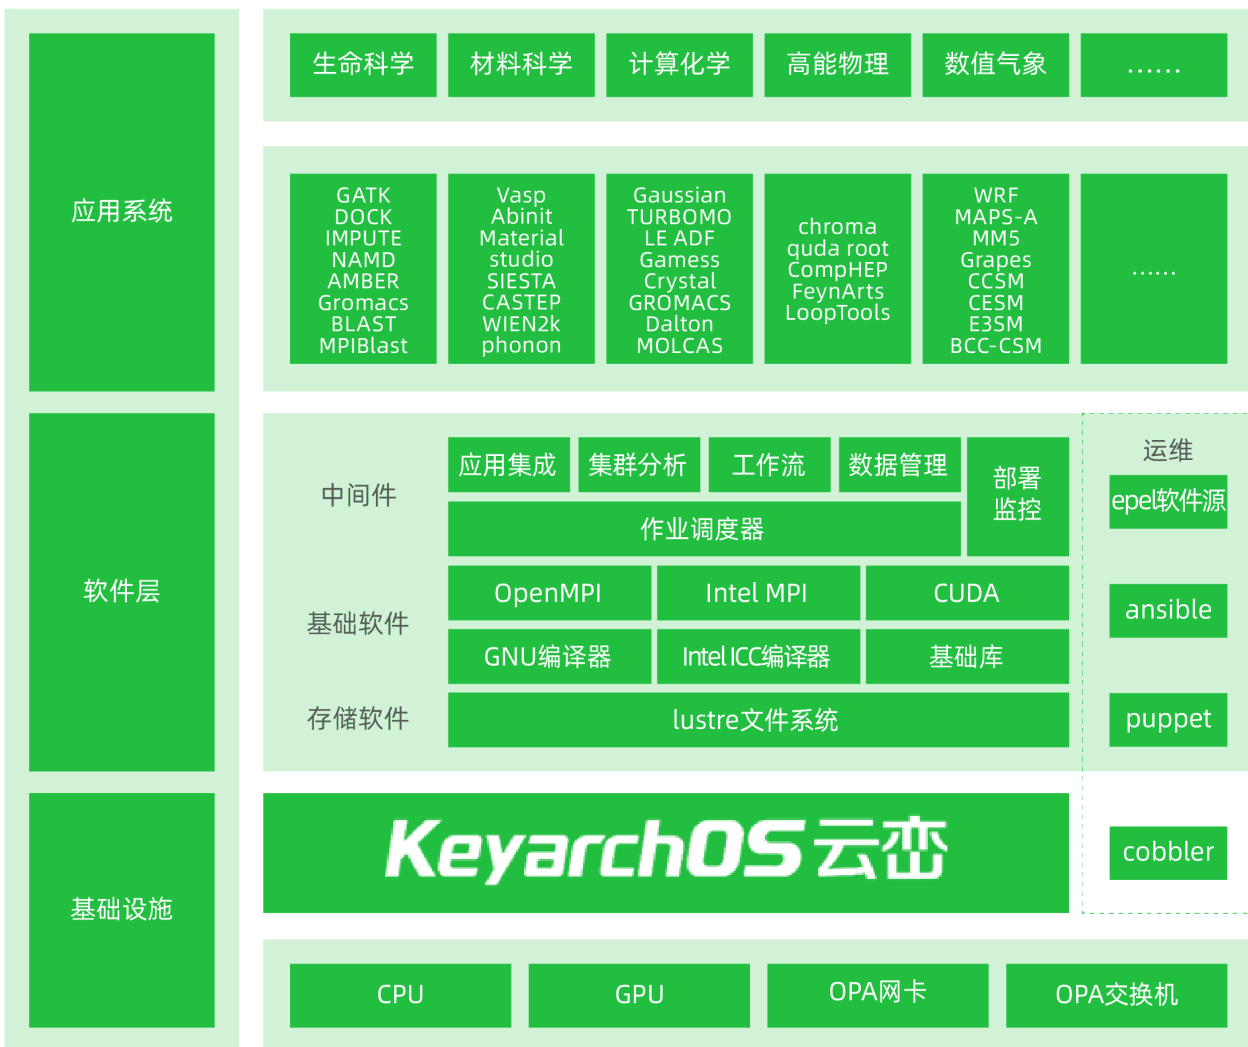 应用系统
生命科学
材料科学
计算化学
高能物理
数值气象
......
GATK
DOCK
IMPUTE
NAMD
AMBER
Gromacs
BLAST
MPIBlast
Vasp
Abinit
Material
studio
SIESTA
CASTEP
WIEN2k
phonon
Gaussian
TURBOMO
LE ADF
Gamess
Crystal
GROMACS
Dalton
MOLCAS
chroma
quda root
CompHEP
FeynArts
LoopTools
WRF
MAPS-A
MM5
Grapes
CCSM
CESM
E3SM
BCC-CSM
......
软件层
中间件
应用集成
集群分析
工作流
数据管理
部署
监控
作业调度器
基础软件
OpenMPI
Intel MPI
CUDA
GNU编译器
Intel ICC编译器
基础库
存储软件
lustre文件系统
运维
epel软件源
ansible
puppet
cobbler
基础设施
KeyarchOS云峦
CPU
GPU
OPA网卡
OPA交换机